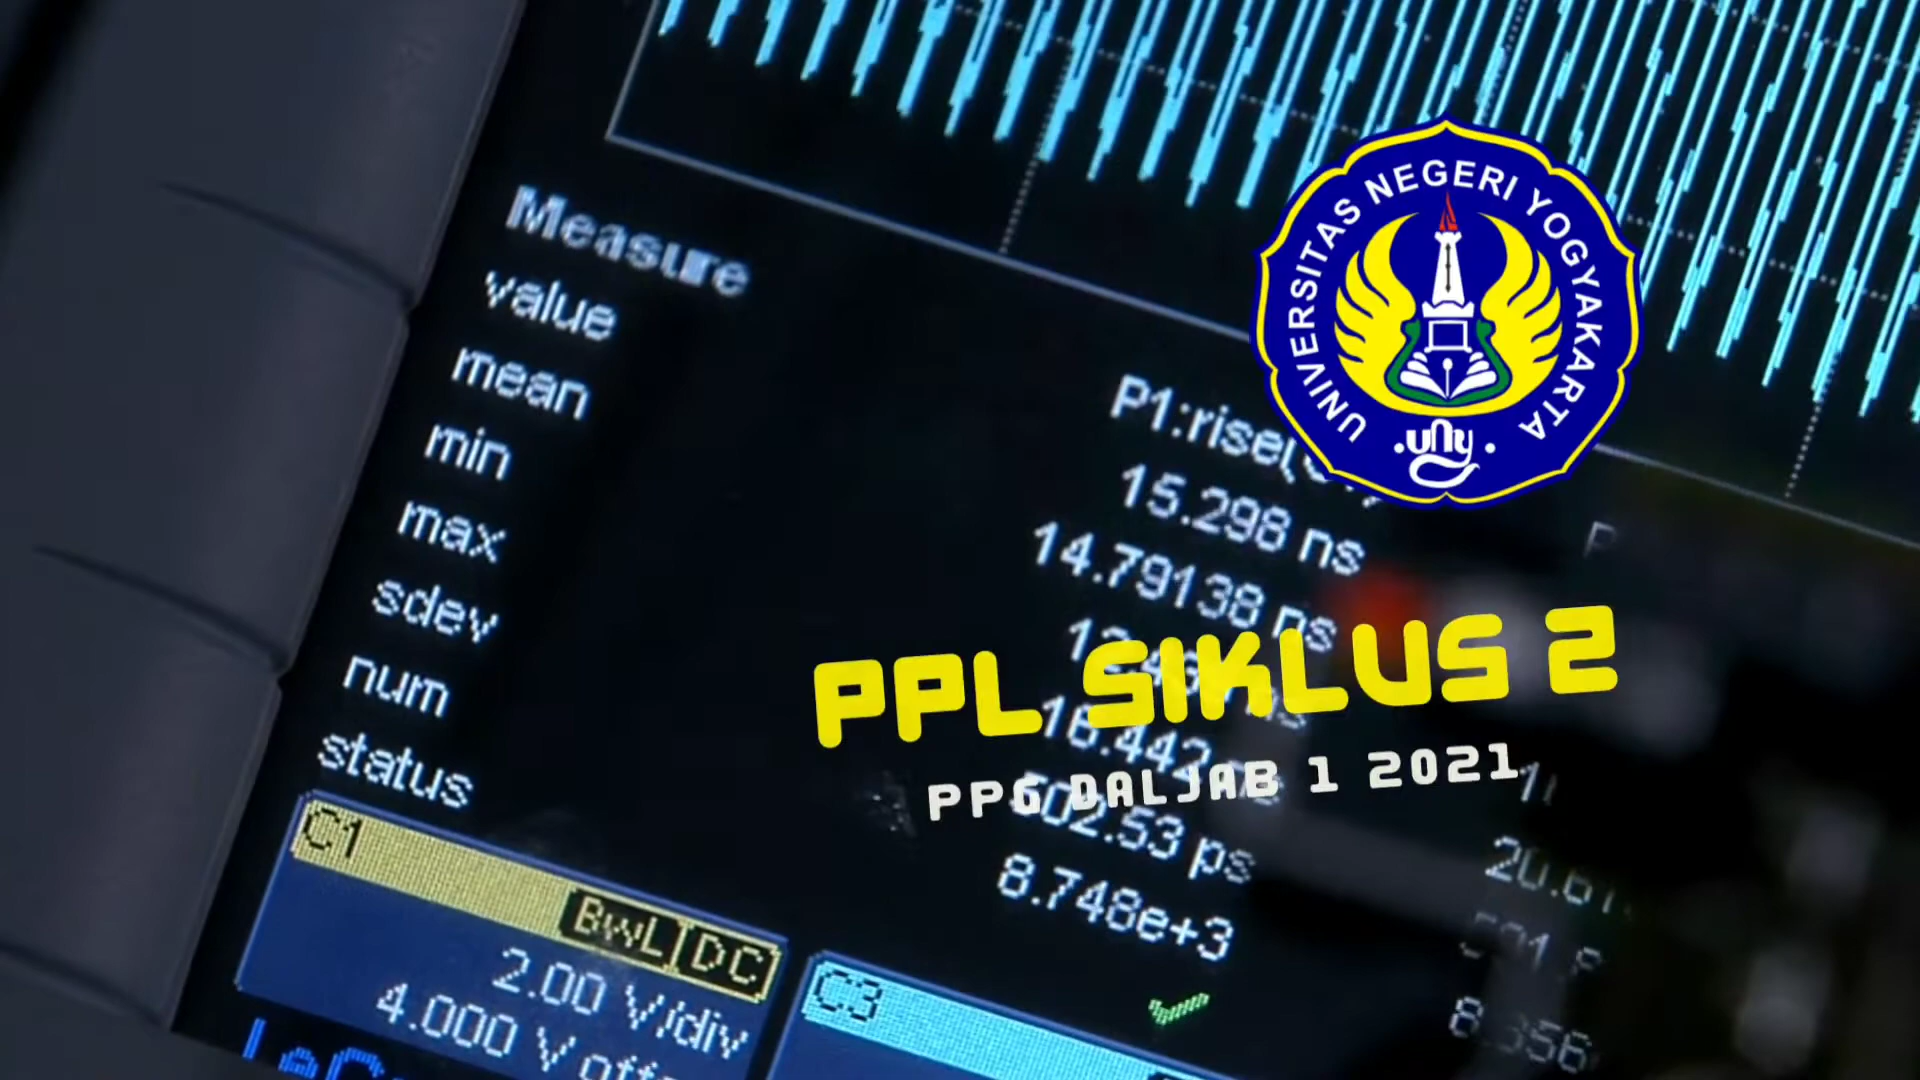 Measure
value
mean
min
max
sdev
num
status
P1:rise(
15.298 ns
14.79138 ns
502.53 ps
8.748e+3
UNIVERSITAS NEGERI YOGYAKARTA
uny
PPL SIKLUS 2
PPG DALJAB 1 2021
C1
BwL DC
2.00 V/div
4.000 V
C3